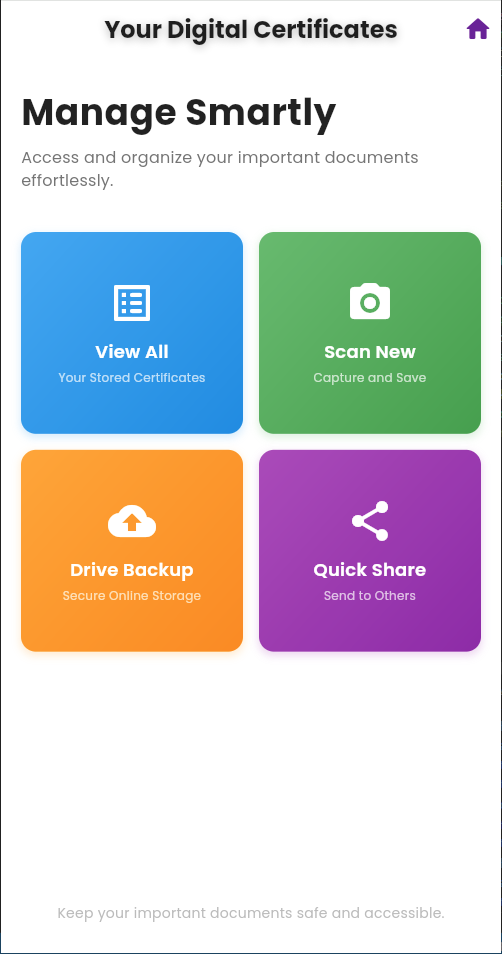 Your Digital Certificates
Manage Smartly
Access and organize your important documents
effortlessly.
View All
Your Stored Certificates
Scan New
Capture and Save
Drive Backup
Secure Online Storage
Quick Share
Send to Others
Keep your important documents safe and accessible.